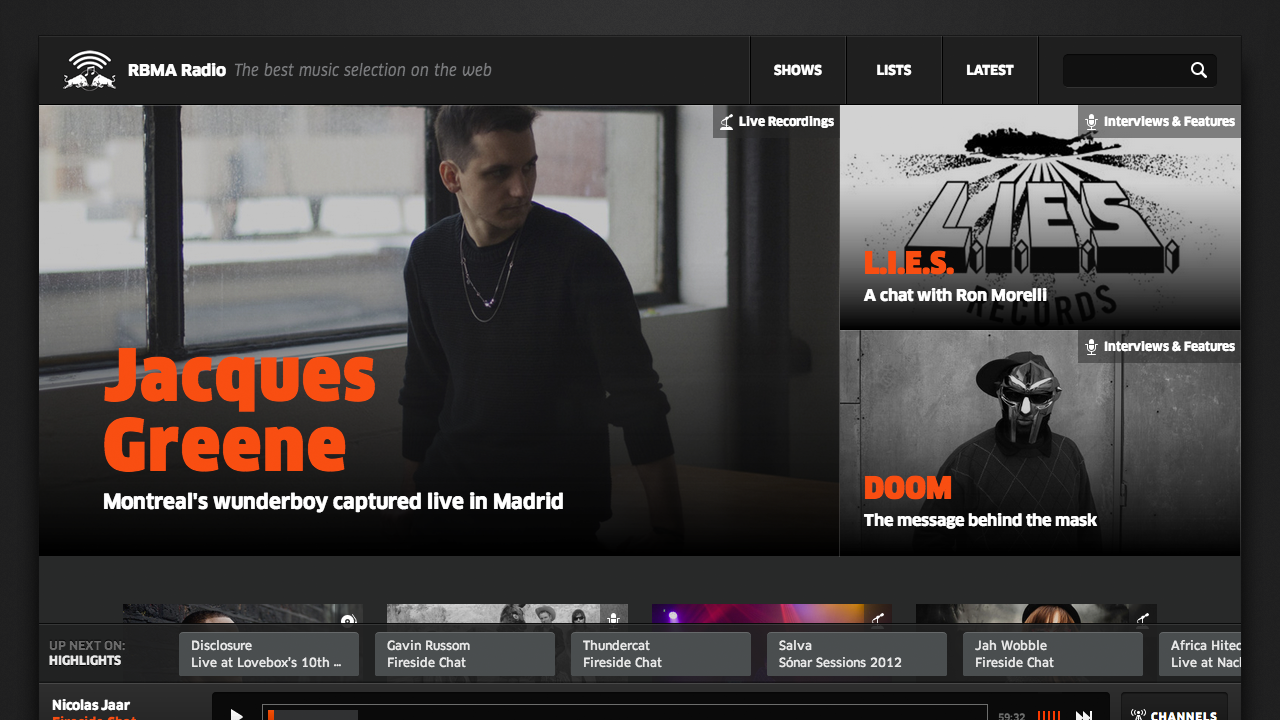 RBMA Radio The best music selection on the web
SHOWS
LISTS
LATEST
Live Recordings
Jacques
Greene
Montreal's wunderboy captured live in Madrid
Interviews & Features
L.I.E.S.
RECORDS
L.I.E.S.
A chat with Ron Morelli
Interviews & Features
DOOM
The message behind the mask
UP NEXT ON:
HIGHLIGHTS
Disclosure
Live at Lovebox's 10th ...
Gavin Russom
Fireside Chat
Thundercat
Fireside Chat
Salva
Sónar Sessions 2012
Jah Wobble
Fireside Chat
Africa
Live at
Nicolas Jaar
Fireside Chat
59:32
CHANNELS